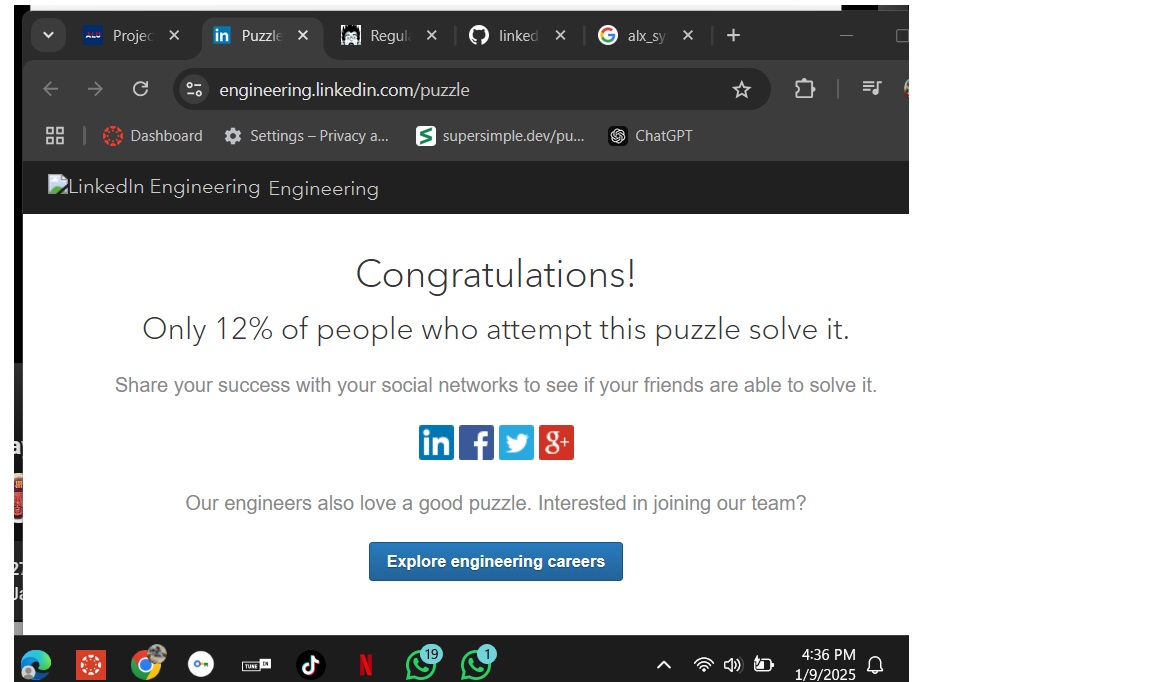 Projec
Puzzle
Regula
linked
alx_sy
engineering.linkedin.com/puzzle
Dashboard
Settings – Privacy a...
supersimple.dev/pu...
ChatGPT
LinkedIn Engineering Engineering
Congratulations!
Only 12% of people who attempt this puzzle solve it.
Share your success with your social networks to see if your friends are able to solve it.
in f g+
Our engineers also love a good puzzle. Interested in joining our team?
Explore engineering careers
TUNE IN
19
1
4:36 PM
1/9/2025